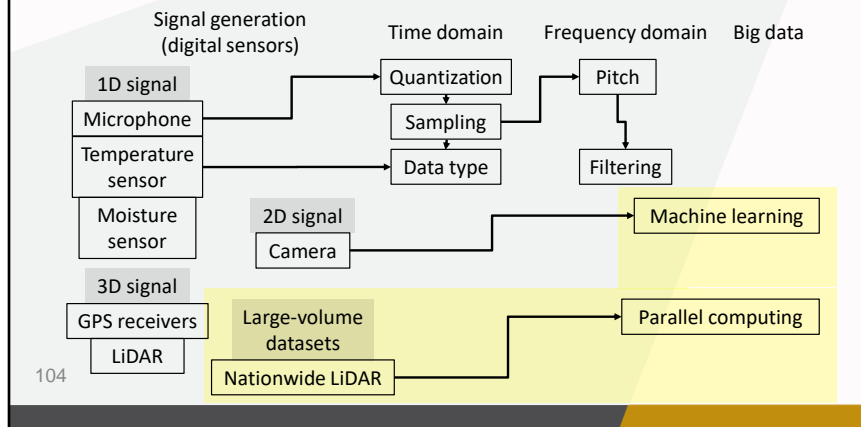 Signal generation
(digital sensors)
Time domain
Frequency domain
Big data
1D signal
Microphone
Temperature
sensor
Moisture
sensor
Quantization
Sampling
Data type
Pitch
Filtering
2D signal
Camera
Machine learning
3D signal
GPS receivers
LiDAR
Large-volume
datasets
Nationwide LiDAR
Parallel computing
104